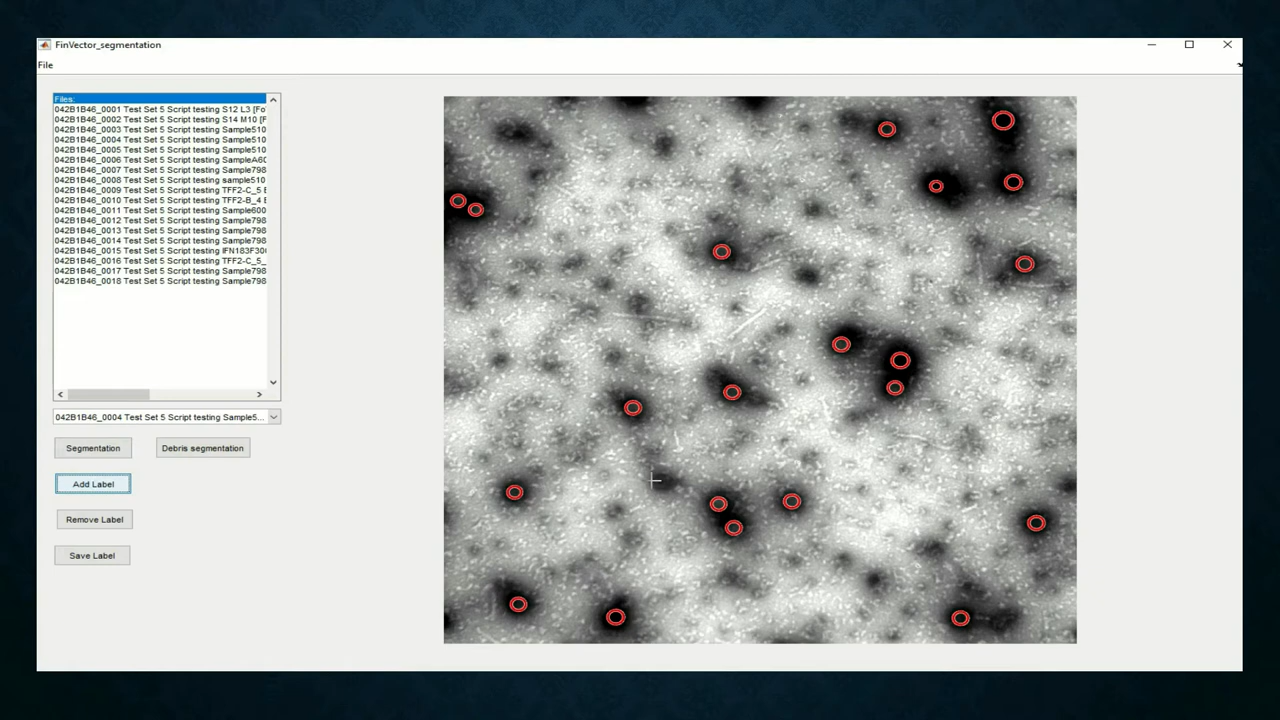 FinVector_segmentation
File
Files:
042B1B46_0001 Test Set 5 Script testing S12 L3 [Fo
042B1B46_0002 Test Set 5 Script testing S14 M10 [F
042B1B46_0003 Test Set 5 Script testing Sample510
042B1B46_0004 Test Set 5 Script testing Sample510
042B1B46_0005 Test Set 5 Script testing Sample510
042B1B46_0006 Test Set 5 Script testing SampleA60
042B1B46_0007 Test Set 5 Script testing Sample798
042B1B46_0008 Test Set 5 Script testing sample510
042B1B46_0009 Test Set 5 Script testing TFF2-C_5 E
042B1B46_0010 Test Set 5 Script testing TFF2-B_4 E
042B1B46_0011 Test Set 5 Script testing Sample600
042B1B46_0012 Test Set 5 Script testing Sample798
042B1B46_0013 Test Set 5 Script testing Sample798
042B1B46_0014 Test Set 5 Script testing Sample798
042B1B46_0015 Test Set 5 Script testing IFN183F30
042B1B46_0016 Test Set 5 Script testing TFF2-C_5_
042B1B46_0017 Test Set 5 Script testing Sample798
042B1B46_0018 Test Set 5 Script testing Sample798
042B1B46_0004 Test Set 5 Script testing Sample5...
Segmentation
Debris segmentation
Add Label
Remove Label
Save Label